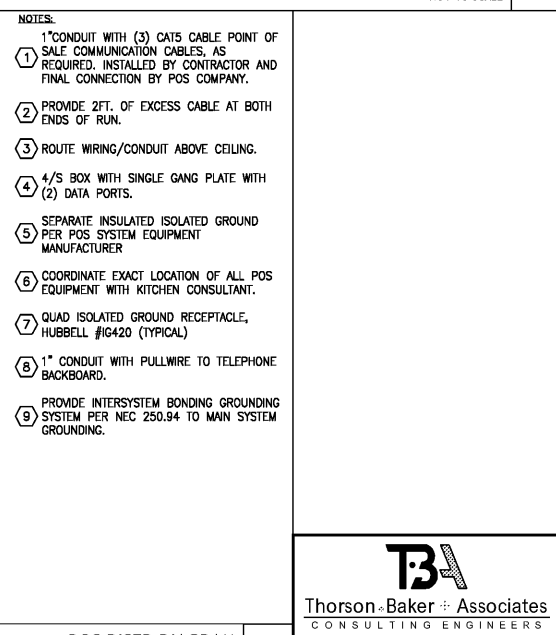 NOTES:
1"CONDUIT WITH (3) CAT5 CABLE POINT OF
1 SALE COMMUNICATION CABLES, AS
REQUIRED. INSTALLED BY CONTRACTOR AND
FINAL CONNECTION BY POS COMPANY.
2 PROVIDE 2FT. OF EXCESS CABLE AT BOTH
ENDS OF RUN.
3 ROUTE WIRING/CONDUIT ABOVE CEILING.
4 4/S BOX WITH SINGLE GANG PLATE WITH
(2) DATA PORTS.
SEPARATE INSULATED ISOLATED GROUND
5 PER POS SYSTEM EQUIPMENT
MANUFACTURER
6 COORDINATE EXACT LOCATION OF ALL POS
EQUIPMENT WITH KITCHEN CONSULTANT.
7 QUAD ISOLATED GROUND RECEPTACLE,
HUBBELL #IG420 (TYPICAL)
8 1" CONDUIT WITH PULLWIRE TO TELEPHONE
BACKBOARD.
PROVIDE INTERSYSTEM BONDING GROUNDING
9 SYSTEM PER NEC 250.94 TO MAIN SYSTEM
GROUNDING.
TBA
Thorson Baker Associates
CONSULTING ENGINEERS